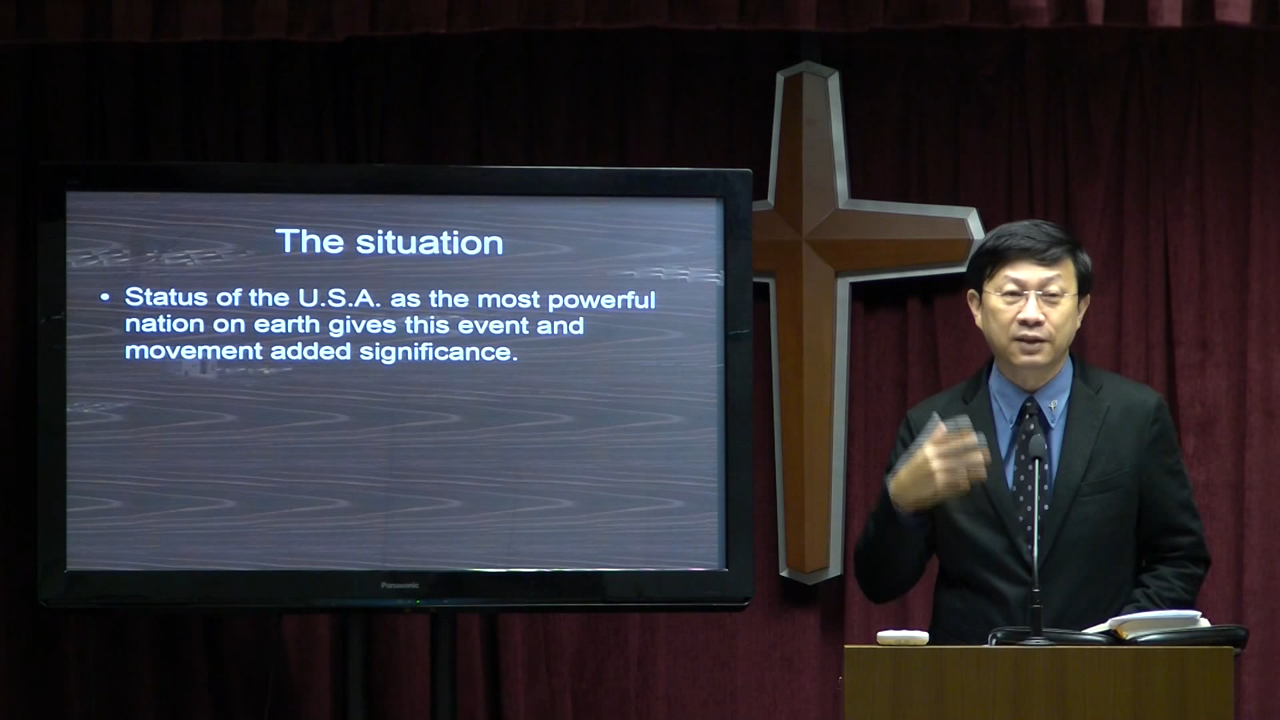 The situation
• Status of the U.S.A. as the most powerful
nation on earth gives this event and
movement added significance.
Panasonic